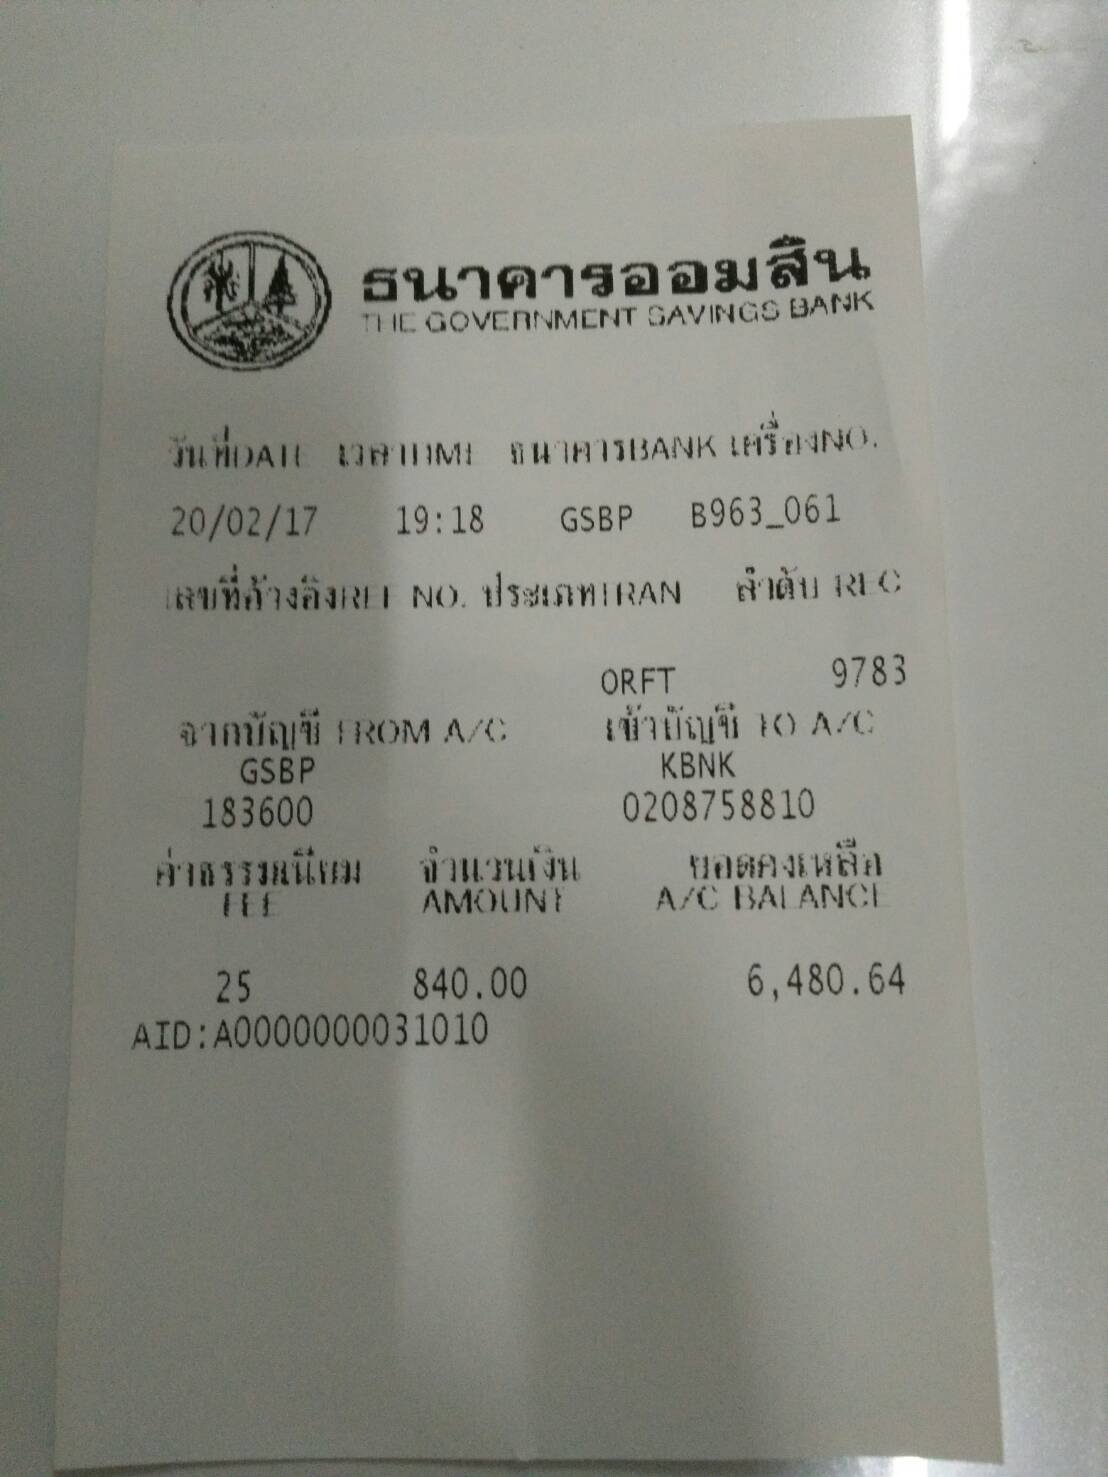 ธนาคารออมสิน
THE GOVERNMENT SAVINGS BANK
วันที่DATE เวลาTIME ธนาคารBANK เครื่องNO.
20/02/17 19:18 GSBP B963_061
เลขที่อ้างอิงREF NO. ประเภทTRAN ลำดับ REC
ORFT 9783
จากบัญชี FROM A/C เข้าบัญชี TO A/C
GSBP KBNK
183600 0208758810
ค่าธรรมเนียม จำนวนเงิน ยอดคงเหลือ
FEE AMOUNT A/C BALANCE
25 840.00 6,480.64
AID:A0000000031010